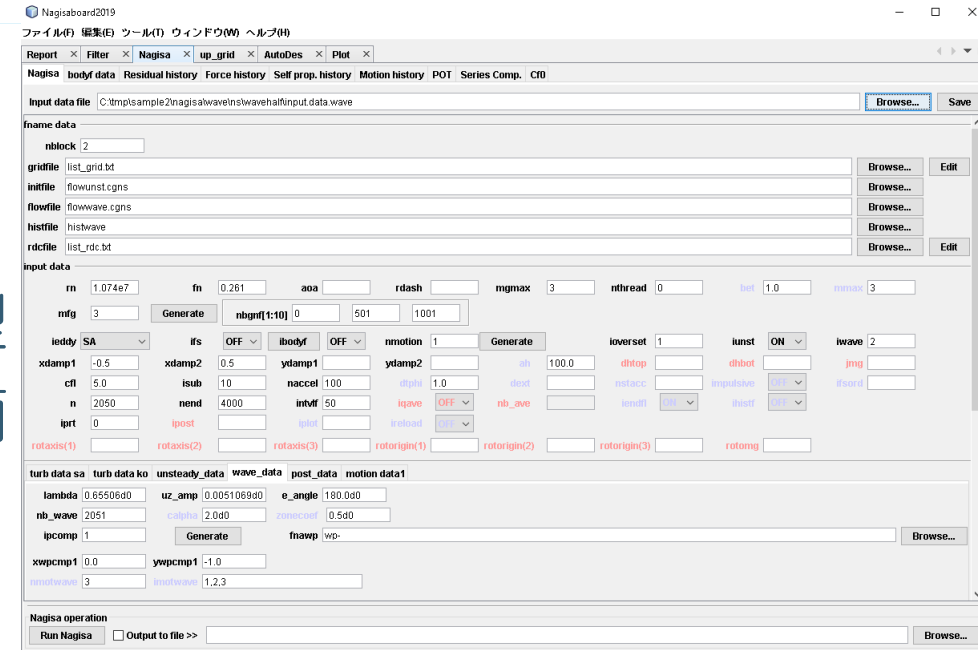 Nagisaboard2019
ファイル(F) 編集(E) ツール(T) ウィンドウ(W) ヘルプ(H)
Report × Filter × Nagisa × up_grid × AutoDes × Plot ×
Nagisa bodyf data Residual history Force history Self prop. history Motion history POT Series Comp. Cf0
Input data file C:\tmp\sample2\nagisa\wave\ns\wavehalf\input.data.wave Browse... Save
fname data
nblock 2
gridfile list_grid.txt Browse... Edit
initfile flowunst.cgns Browse...
flowfile flowwave.cgns Browse...
histfile histwave Browse...
rdcfile list_rdc.txt Browse... Edit
input data
rn 1.074e7 fn 0.261 aoa rdash mgmax 3 nthread 0 bet 1.0 mmax 3
mfg 3 Generate nbgnf[1:10] 0 501 1001
ieddy SA ifs OFF ibodyf OFF nmotion 1 Generate ioverset 1 iunst ON iwave 2
xdamp1 -0.5 xdamp2 0.5 ydamp1 ydamp2 ah 100.0 dhtop dhbot jmg
cfl 5.0 isub 10 naccel 100 dtphi 1.0 dext nstacc impulsive OFF ifsord
n 2050 nend 4000 intvlf 50 iqave OFF nb_ave iendfl ON ihistf OFF
iprt 0 ipost iplot ireload OFF
rotaxis(1) rotaxis(2) rotaxis(3) rotorigin(1) rotorigin(2) rotorigin(3) rotomg
turb data sa turb data ko unsteady_data wave_data post_data motion data1
lambda 0.65506d0 uz_amp 0.0051069d0 e_angle 180.0d0
nb_wave 2051 calpha 2.0d0 zonecoef 0.5d0
ipcomp 1 Generate fnawp wp- Browse...
xwpcmp1 0.0 ywpcmp1 -1.0
nmotwave 3 imotwave 1,2,3
Nagisa operation
Run Nagisa Output to file >> Browse...